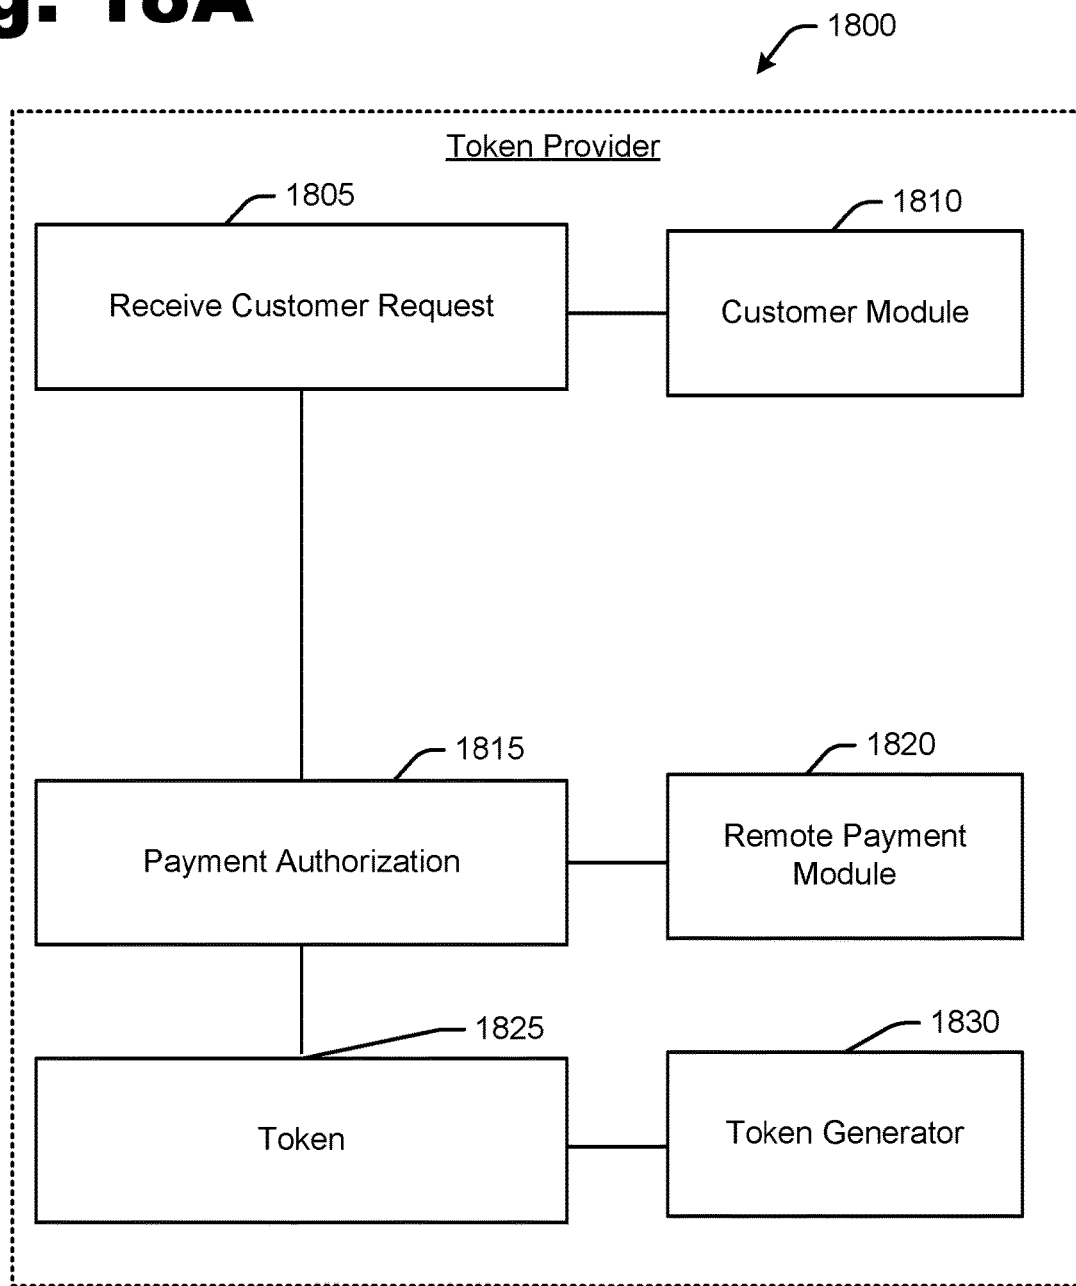 g. 18A
1800
Token Provider
1805
1810
Receive Customer Request
Customer Module
1815
1820
Payment Authorization
Remote Payment
Module
1825
1830
Token
Token Generator